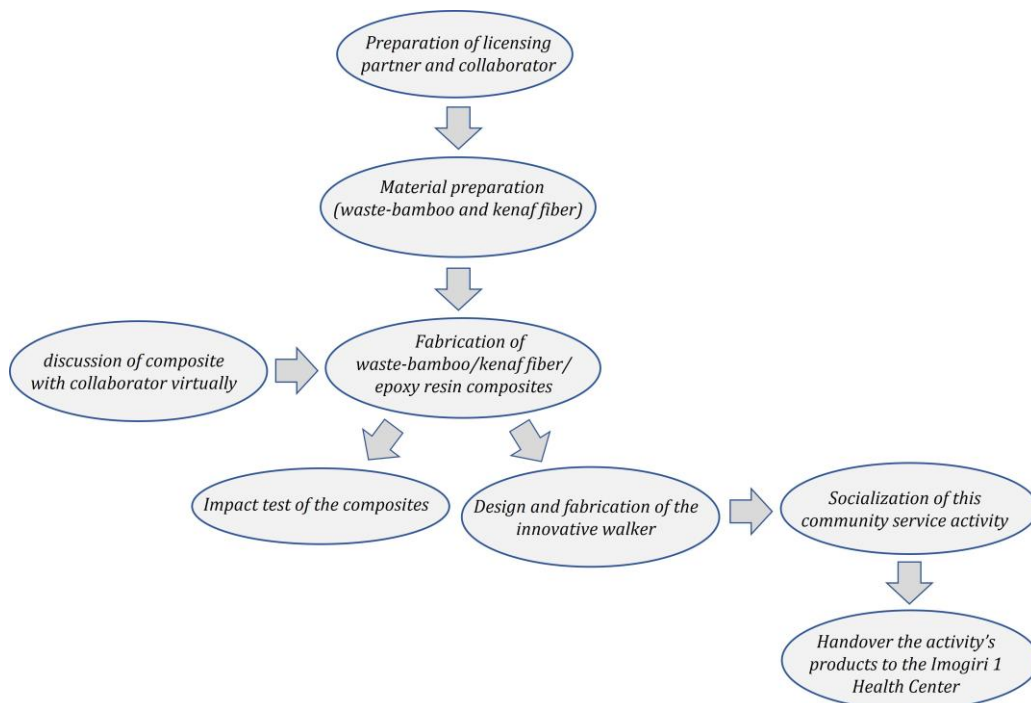 Preparation of licensing
partner and collaborator
Material preparation
(waste-bamboo and kenaf fiber)
discussion of composite
with collaborator virtually
Fabrication of
waste-bamboo/kenaf fiber/
epoxy resin composites
Impact test of the composites
Design and fabrication of the
innovative walker
Socialization of this
community service activity
Handover the activity's
products to the Imogiri 1
Health Center